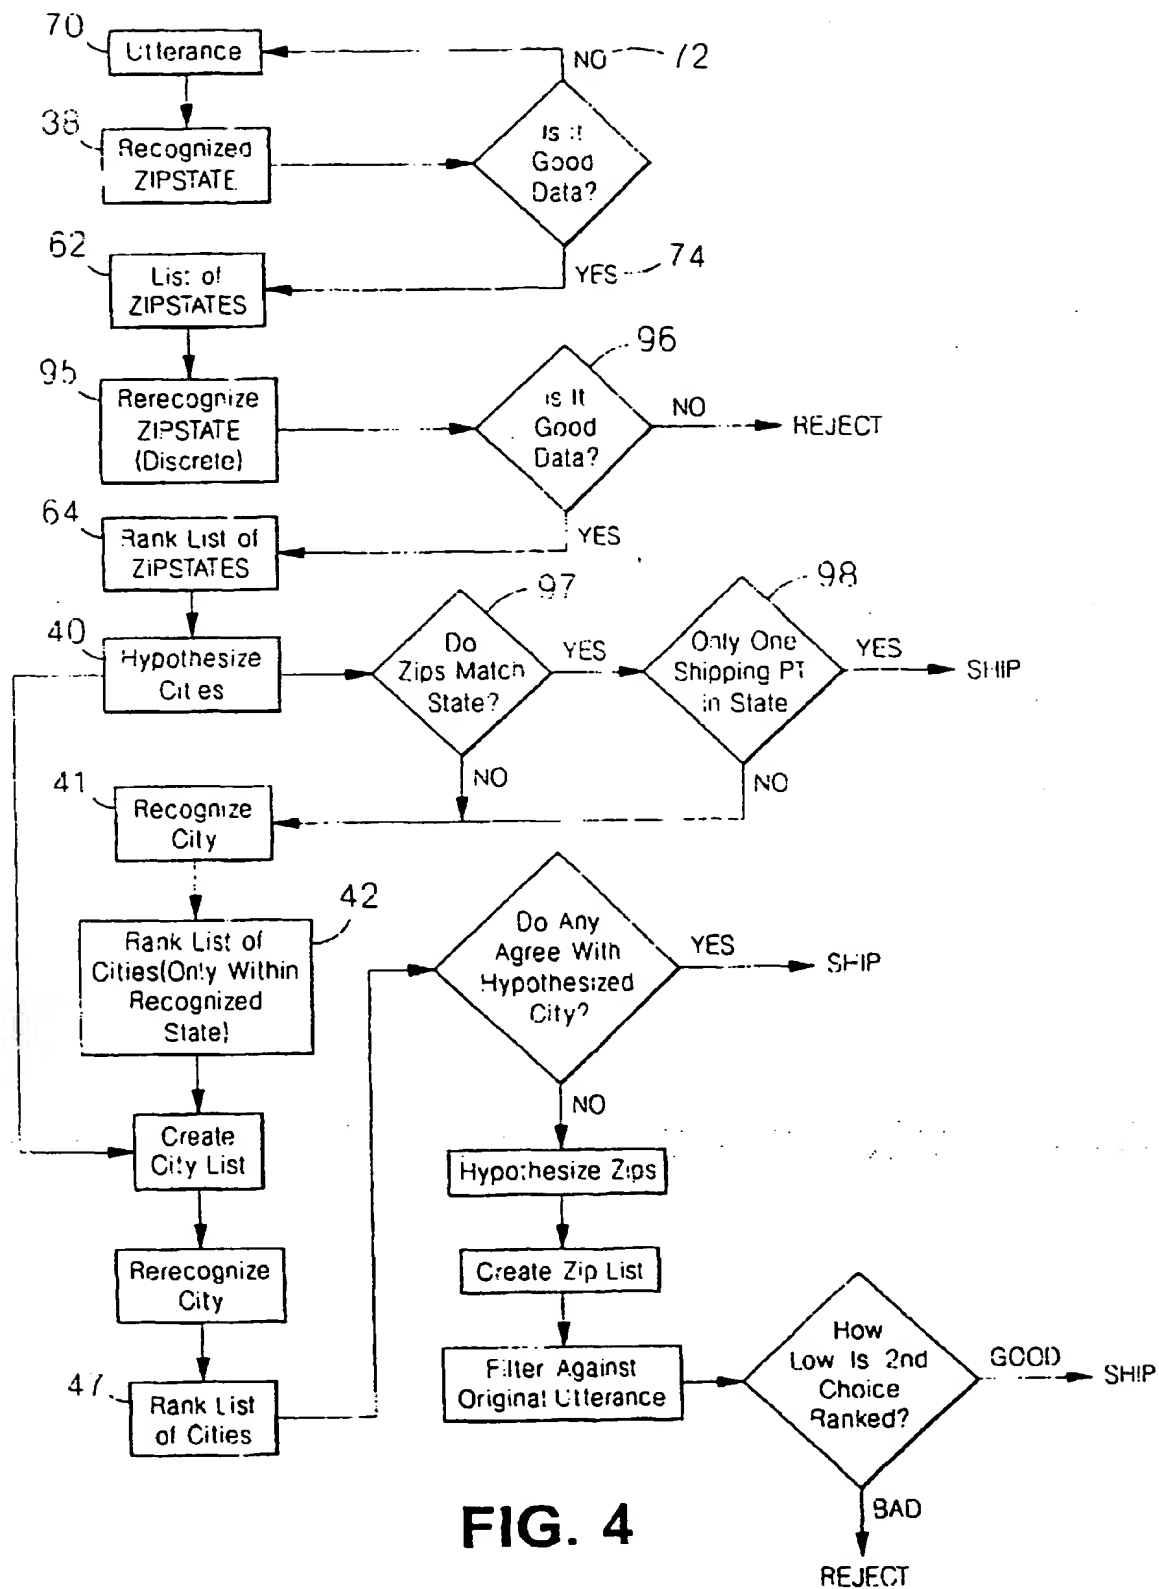 70
Utterance
NO
72
38
Recognized
ZIPSTATE
Is it
Good
Data?
62
List of
ZIPSTATES
YES
74
95
Rerecognize
ZIPSTATE
(Discrete)
96
Is It
Good
Data?
NO
REJECT
YES
64
Rank List of
ZIPSTATES
40
Hypothesize
Cities
97
Do
Zips Match
State?
YES
98
Only One
Shipping PT
in State
YES
SHIP
NO
NO
41
Recognize
City
42
Rank List of
Cities(Only Within
Recognized
State)
Do Any
Agree With
Hypothesized
City?
YES
SHIP
NO
Create
City List
Hypothesize Zips
Rerecognize
City
Create Zip List
47
Rank List
of Cities
Filter Against
Original Utterance
How
Low Is 2nd
Choice
Ranked?
GOOD
SHIP
BAD
REJECT
FIG. 4